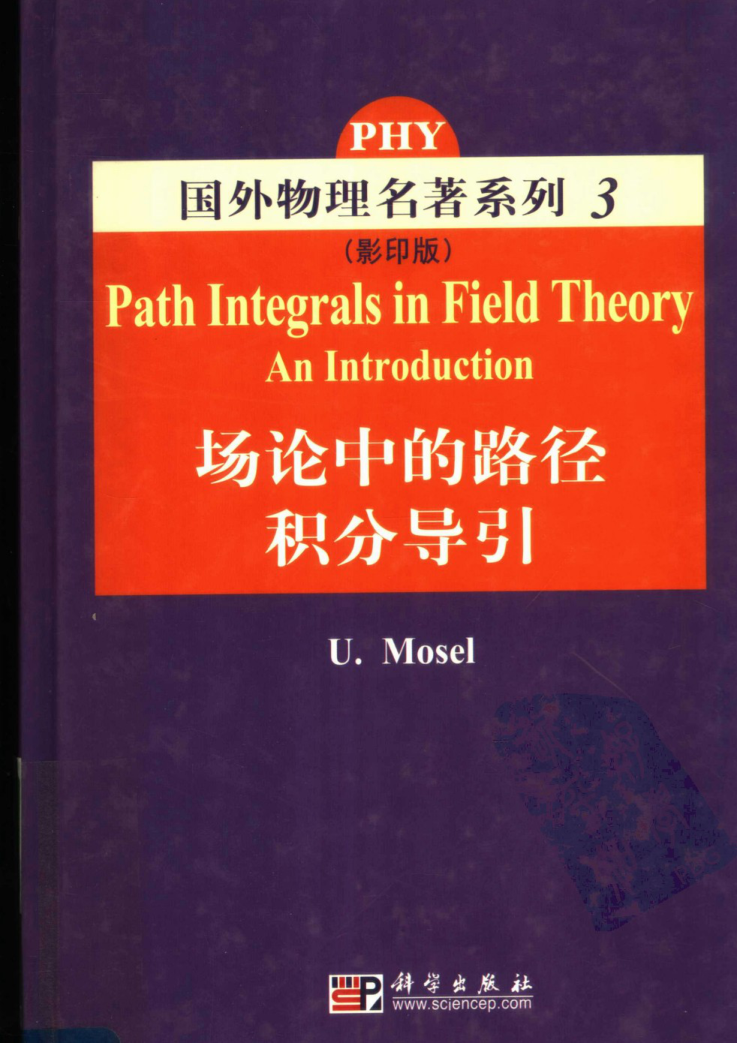 PHY
国外物理名著系列 3
(影印版)
Path Integrals in Field Theory
An Introduction
场论中的路径
积分导引
U. Mosel
科学出版社
www.sciencep.com